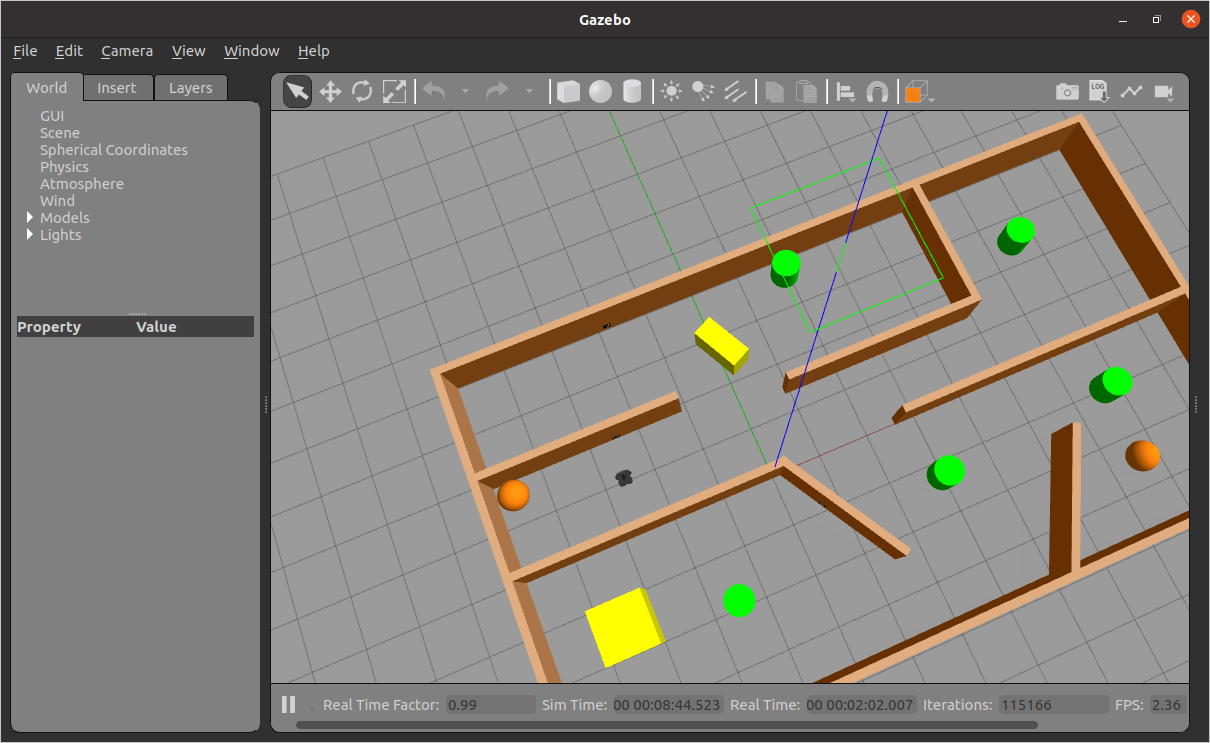 Gazebo
File Edit Camera View Window Help
World Insert Layers
LOG
GUI
Scene
Spherical Coordinates
Physics
Atmosphere
Wind
Models
Lights
Property Value
Real Time Factor: 0.99 Sim Time: 00 00:08:44.523 Real Time: 00 00:02:02.007 Iterations: 115166 FPS: 2.36